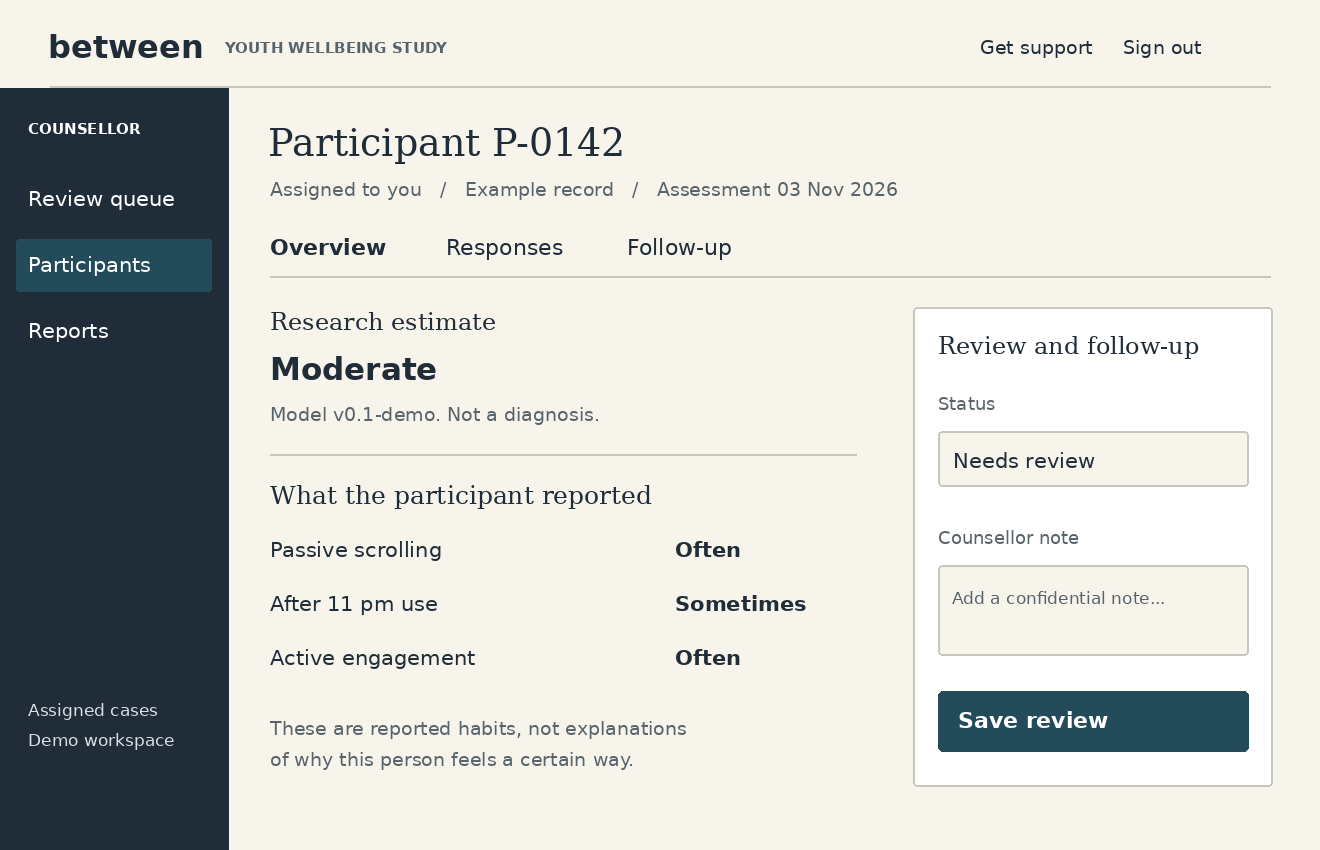 between
YOUTH WELLBEING STUDY
Get support
Sign out
COUNSELLOR
Review queue
Participants
Reports
Assigned cases
Demo workspace
Participant P-0142
Assigned to you / Example record / Assessment 03 Nov 2026
Overview
Responses
Follow-up
Research estimate
Moderate
Model v0.1-demo. Not a diagnosis.
What the participant reported
Passive scrolling Often
After 11 pm use Sometimes
Active engagement Often
These are reported habits, not explanations
of why this person feels a certain way.
Review and follow-up
Status
Needs review
Counsellor note
Add a confidential note...
Save review